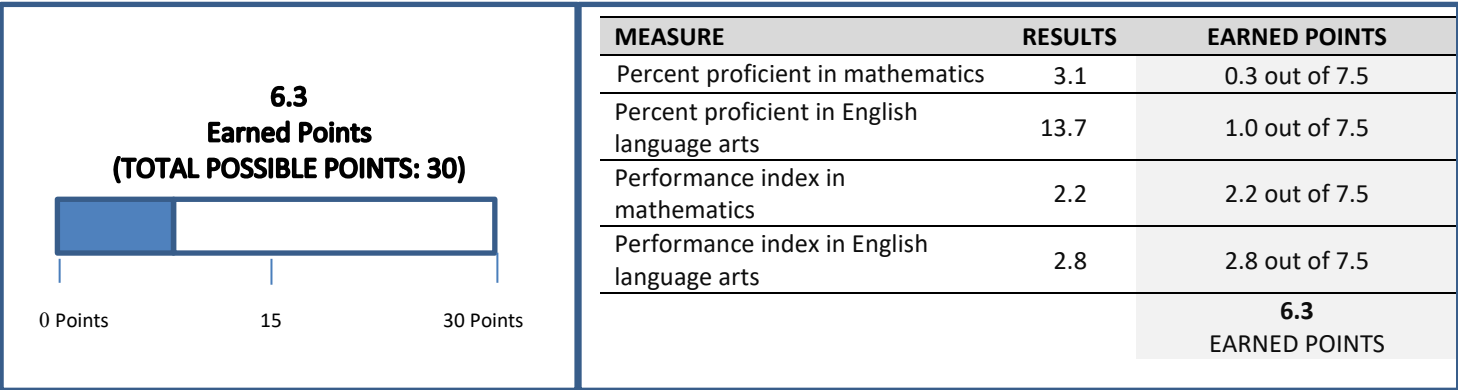 6.3
Earned Points
(TOTAL POSSIBLE POINTS: 30)
0 Points 15 30 Points
MEASURE RESULTS EARNED POINTS
Percent proficient in mathematics 3.1 0.3 out of 7.5
Percent proficient in English
language arts 13.7 1.0 out of 7.5
Performance index in
mathematics 2.2 2.2 out of 7.5
Performance index in English
language arts 2.8 2.8 out of 7.5
6.3
EARNED POINTS